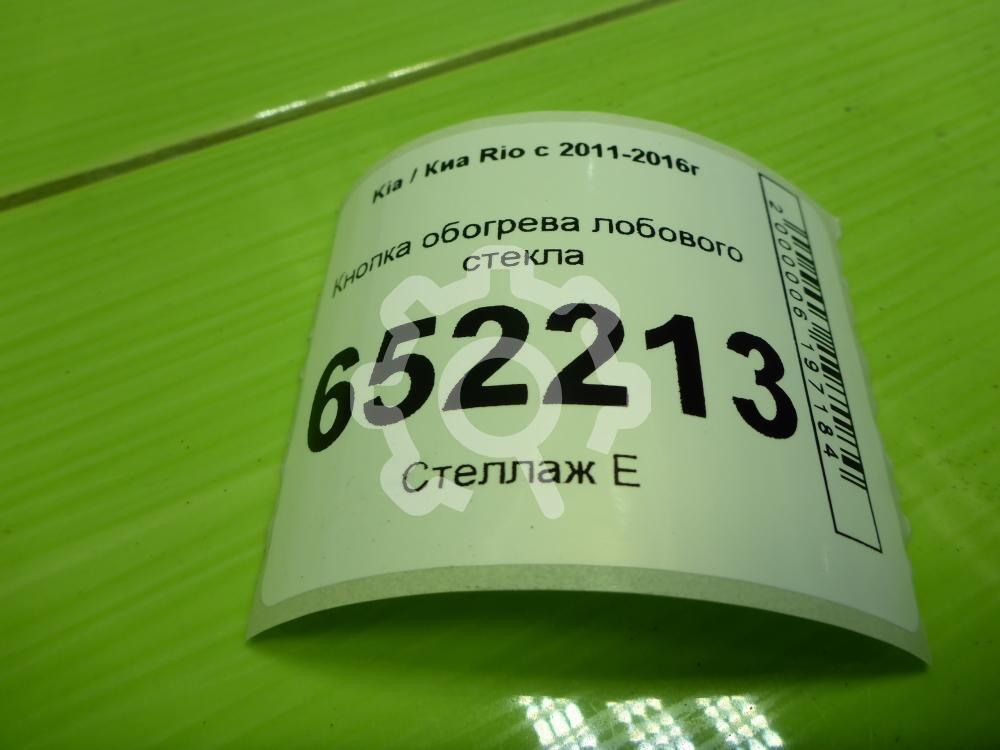 Kia / Киа Rio с 2011-2016г
Кнопка обогрева лобового
стекла
652213
Стеллаж Е
2000006197184